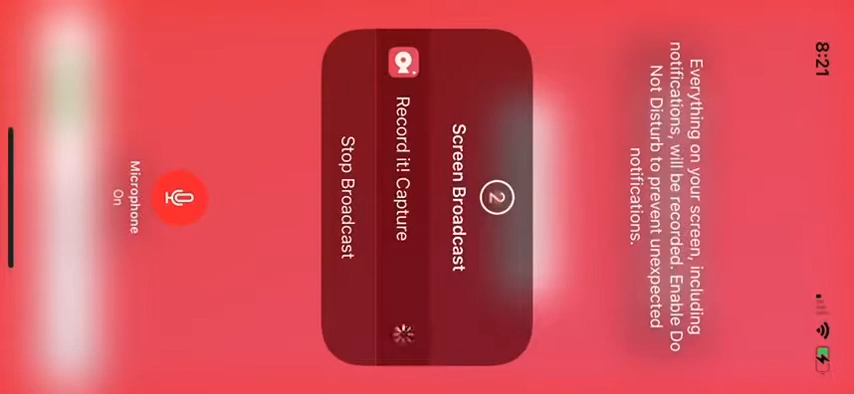 8:21
Everything on your screen, including
notifications, will be recorded. Enable Do
Not Disturb to prevent unexpected
notifications.
2
Screen Broadcast
Record it! Capture
Stop Broadcast
Microphone
On